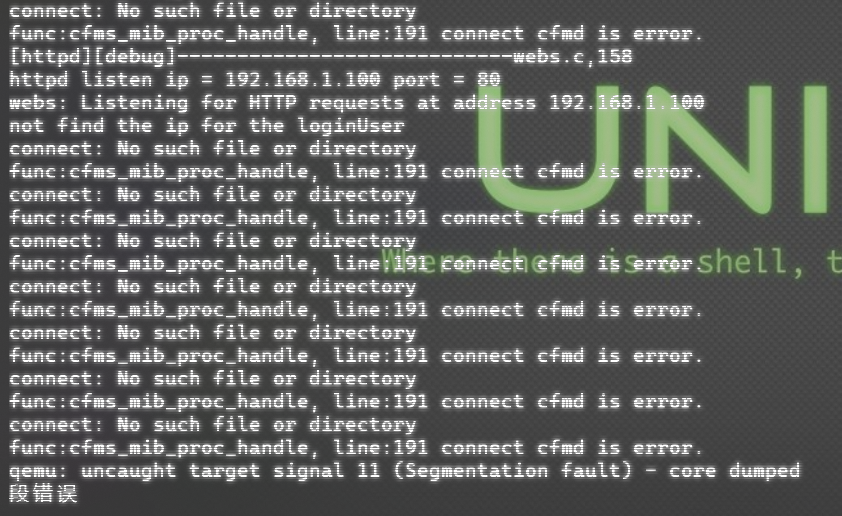 connect: No such file or directory
func:cfms_mib_proc_handle, line:191 connect cfmd is error.
[httpd][debug]----------------------------webs.c,158
httpd listen ip = 192.168.1.100 port = 80
webs: Listening for HTTP requests at address 192.168.1.100
not find the ip for the loginUser
connect: No such file or directory
func:cfms_mib_proc_handle, line:191 connect cfmd is error.
connect: No such file or directory
func:cfms_mib_proc_handle, line:191 connect cfmd is error.
connect: No such file or directory
func:cfms_mib_proc_handle, line:191 connect cfmd is error.
connect: No such file or directory
func:cfms_mib_proc_handle, line:191 connect cfmd is error.
connect: No such file or directory
func:cfms_mib_proc_handle, line:191 connect cfmd is error.
connect: No such file or directory
func:cfms_mib_proc_handle, line:191 connect cfmd is error.
connect: No such file or directory
func:cfms_mib_proc_handle, line:191 connect cfmd is error.
qemu: uncaught target signal 11 (Segmentation fault) - core dumped
段错误
UNI
Where there is a shell, t